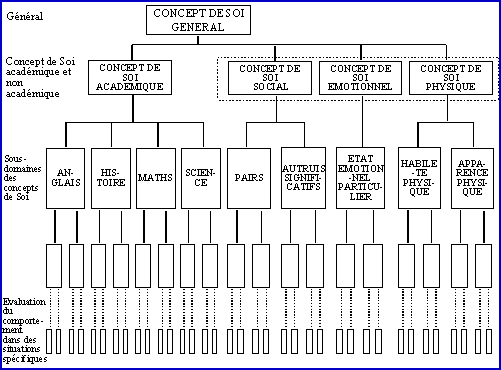 Général
CONCEPT DE SOI
GENERAL
Concept de Soi
académique et
non
académique
CONCEPT DE
SOI
ACADEMIQUE
CONCEPT DE
SOI
SOCIAL
CONCEPT DE
SOI
EMOTIONNEL
CONCEPT DE
SOI
PHYSIQUE
Sous-
domaines
des
concepts
de Soi
AN-
GLAIS
HIS-
TOIRE
MATHS
SCIEN-
CE
PAIRS
AUTRUIS
SIGNIFI-
CATIFS
ETAT
EMOTION
-NEL
PARTICU-
LIER
HABILE-
TE PHYSI-
QUE
APPA-
RENCE
PHYSI-
QUE
Evaluation
du
comporte-
ment
dans des
situations
spécifiques